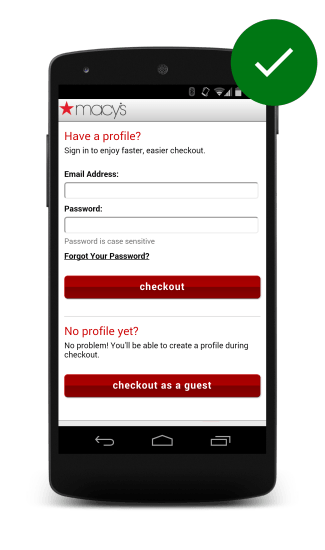 macy's
Have a profile?
Sign in to enjoy faster, easier checkout.
Email Address:
Password:
Password is case sensitive
Forgot Your Password?
checkout
No profile yet?
No problem! You'll be able to create a profile during
checkout.
checkout as a guest